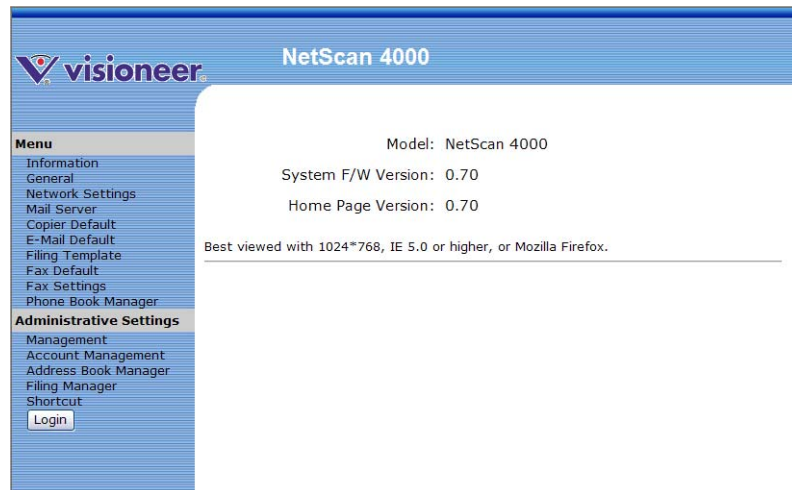 visioneer
NetScan 4000
Menu
Information
General
Network Settings
Mail Server
Copier Default
E-Mail Default
Filing Template
Fax Default
Fax Settings
Phone Book Manager
Administrative Settings
Management
Account Management
Address Book Manager
Filing Manager
Shortcut
Login
Model: NetScan 4000
System F/W Version: 0.70
Home Page Version: 0.70
Best viewed with 1024*768, IE 5.0 or higher, or Mozilla Firefox.